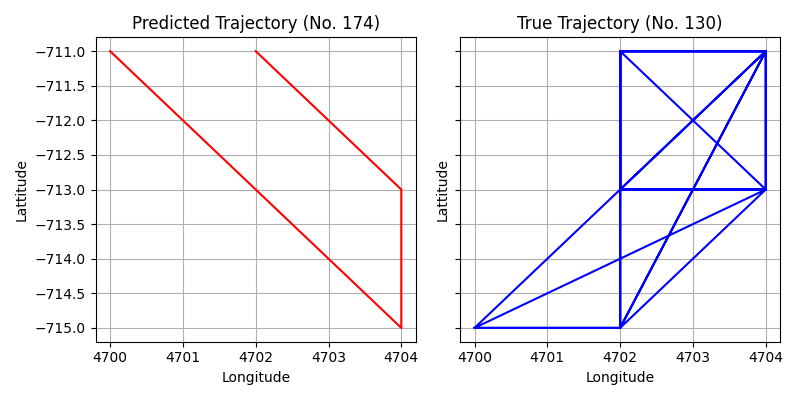 Predicted Trajectory (No. 174)
−711.0
−711.5
−712.0
−712.5
−713.0
−713.5
−714.0
−714.5
−715.0
Lattitude
4700 4701 4702 4703 4704
Longitude
True Trajectory (No. 130)
Lattitude
4700 4701 4702 4703 4704
Longitude